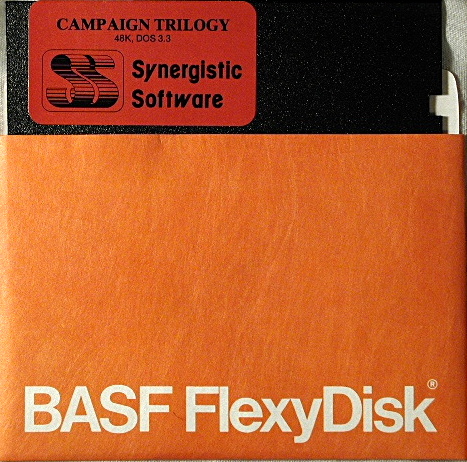 CAMPAIGN TRILOGY
48K, DOS 3.3
Synergistic
Software
BASF FlexyDisk®